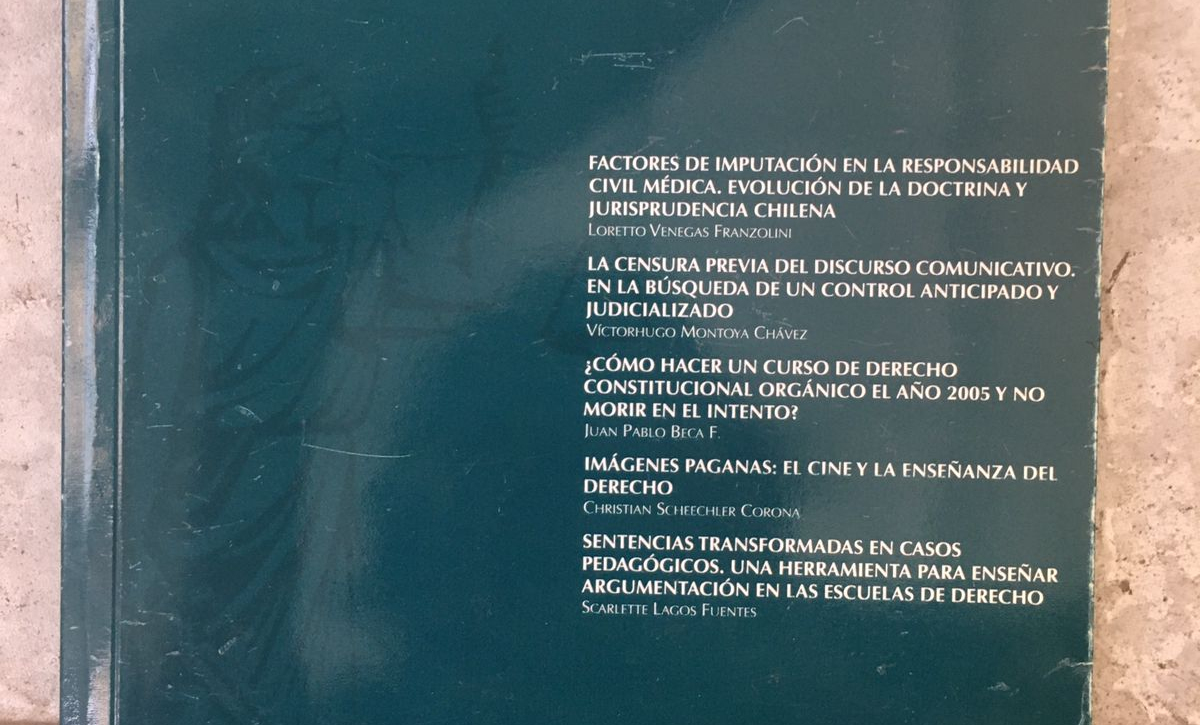 FACTORES DE IMPUTACIÓN EN LA RESPONSABILIDAD
CIVIL MÉDICA. EVOLUCIÓN DE LA DOCTRINA Y
JURISPRUDENCIA CHILENA
LORETTO VENEGAS FRANZOLINI
LA CENSURA PREVIA DEL DISCURSO COMUNICATIVO.
EN LA BÚSQUEDA DE UN CONTROL ANTICIPADO Y
JUDICIALIZADO
VÍCTORHUGO MONTOYA CHÁVEZ
¿CÓMO HACER UN CURSO DE DERECHO
CONSTITUCIONAL ORGÁNICO EL AÑO 2005 Y NO
MORIR EN EL INTENTO?
JUAN PABLO BECA F.
IMÁGENES PAGANAS: EL CINE Y LA ENSEÑANZA DEL
DERECHO
CHRISTIAN SCHEECHLER CORONA
SENTENCIAS TRANSFORMADAS EN CASOS
PEDAGÓGICOS. UNA HERRAMIENTA PARA ENSEÑAR
ARGUMENTACIÓN EN LAS ESCUELAS DE DERECHO
SCARLETTE LAGOS FUENTES